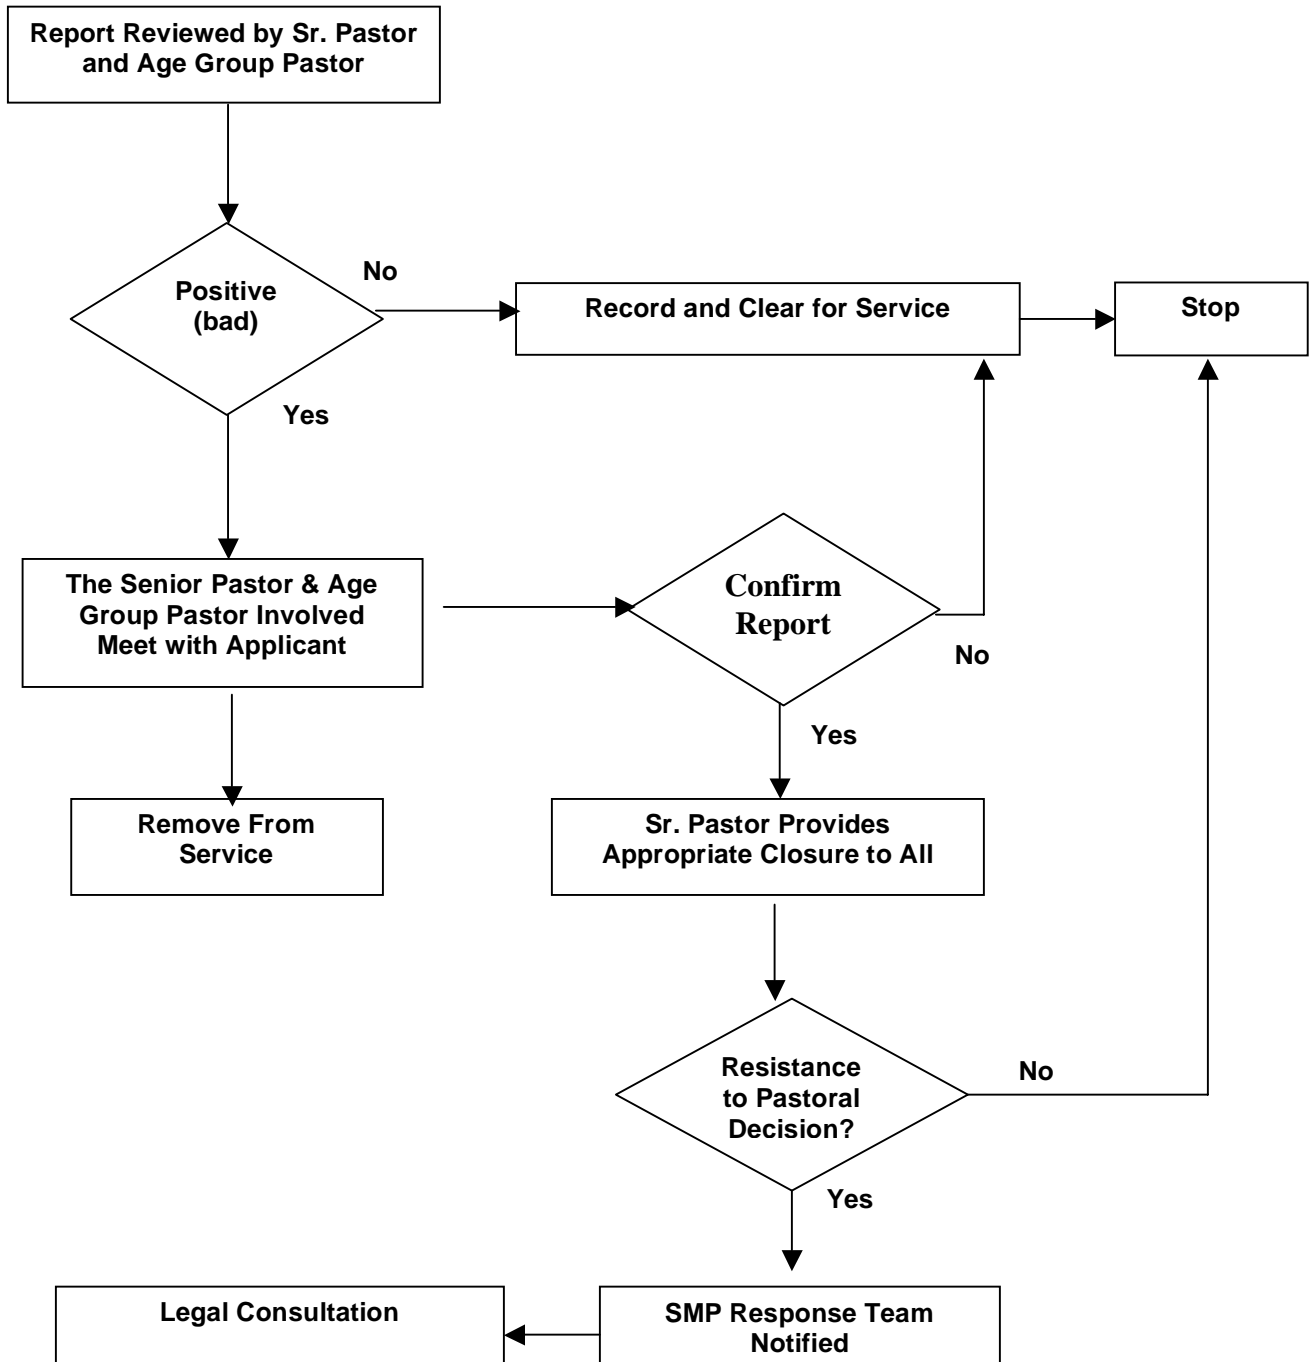 Report Reviewed by Sr. Pastor
and Age Group Pastor
Positive
(bad)
No
Record and Clear for Service
Stop
Yes
The Senior Pastor & Age
Group Pastor Involved
Meet with Applicant
Confirm
Report
No
Yes
Remove From
Service
Sr. Pastor Provides
Appropriate Closure to All
Resistance
to Pastoral
Decision?
No
Yes
Legal Consultation
SMP Response Team
Notified